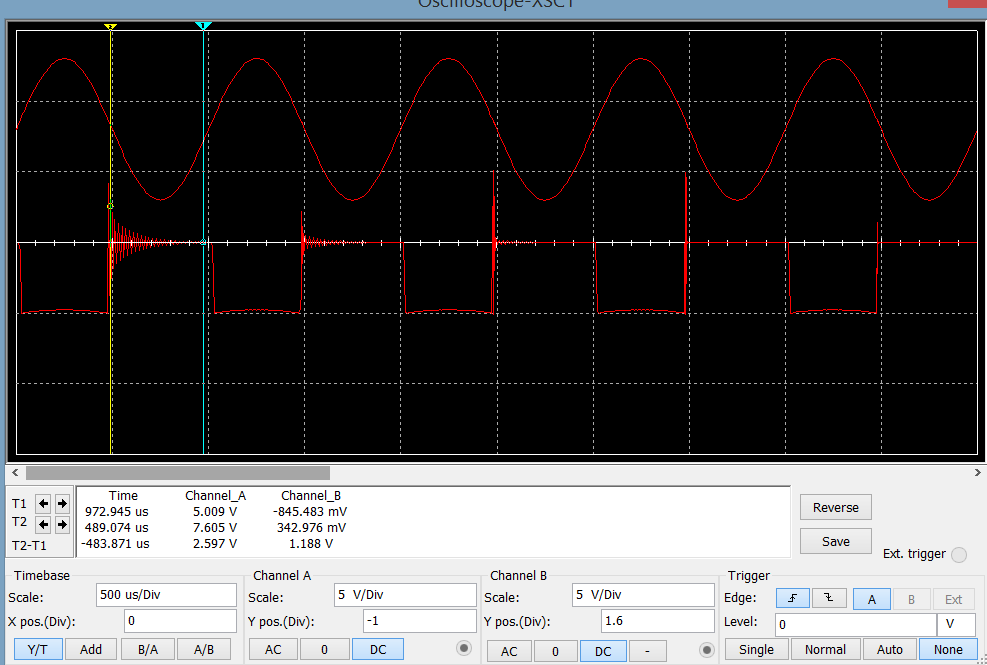 Oscilloscope-XSC1
2
1
T1
T2
T2-T1
Time Channel_A Channel_B
972.945 us 5.009 V -845.483 mV
489.074 us 7.605 V 342.976 mV
-483.871 us 2.597 V 1.188 V
Reverse
Save
Ext. trigger
Timebase
Scale: 500 us/Div
X pos.(Div): 0
Y/T Add B/A A/B
Channel A
Scale: 5 V/Div
Y pos.(Div): -1
AC 0 DC
Channel B
Scale: 5 V/Div
Y pos.(Div): 1.6
AC 0 DC -
Trigger
Edge: A B Ext
Level: 0 V
Single Normal Auto None